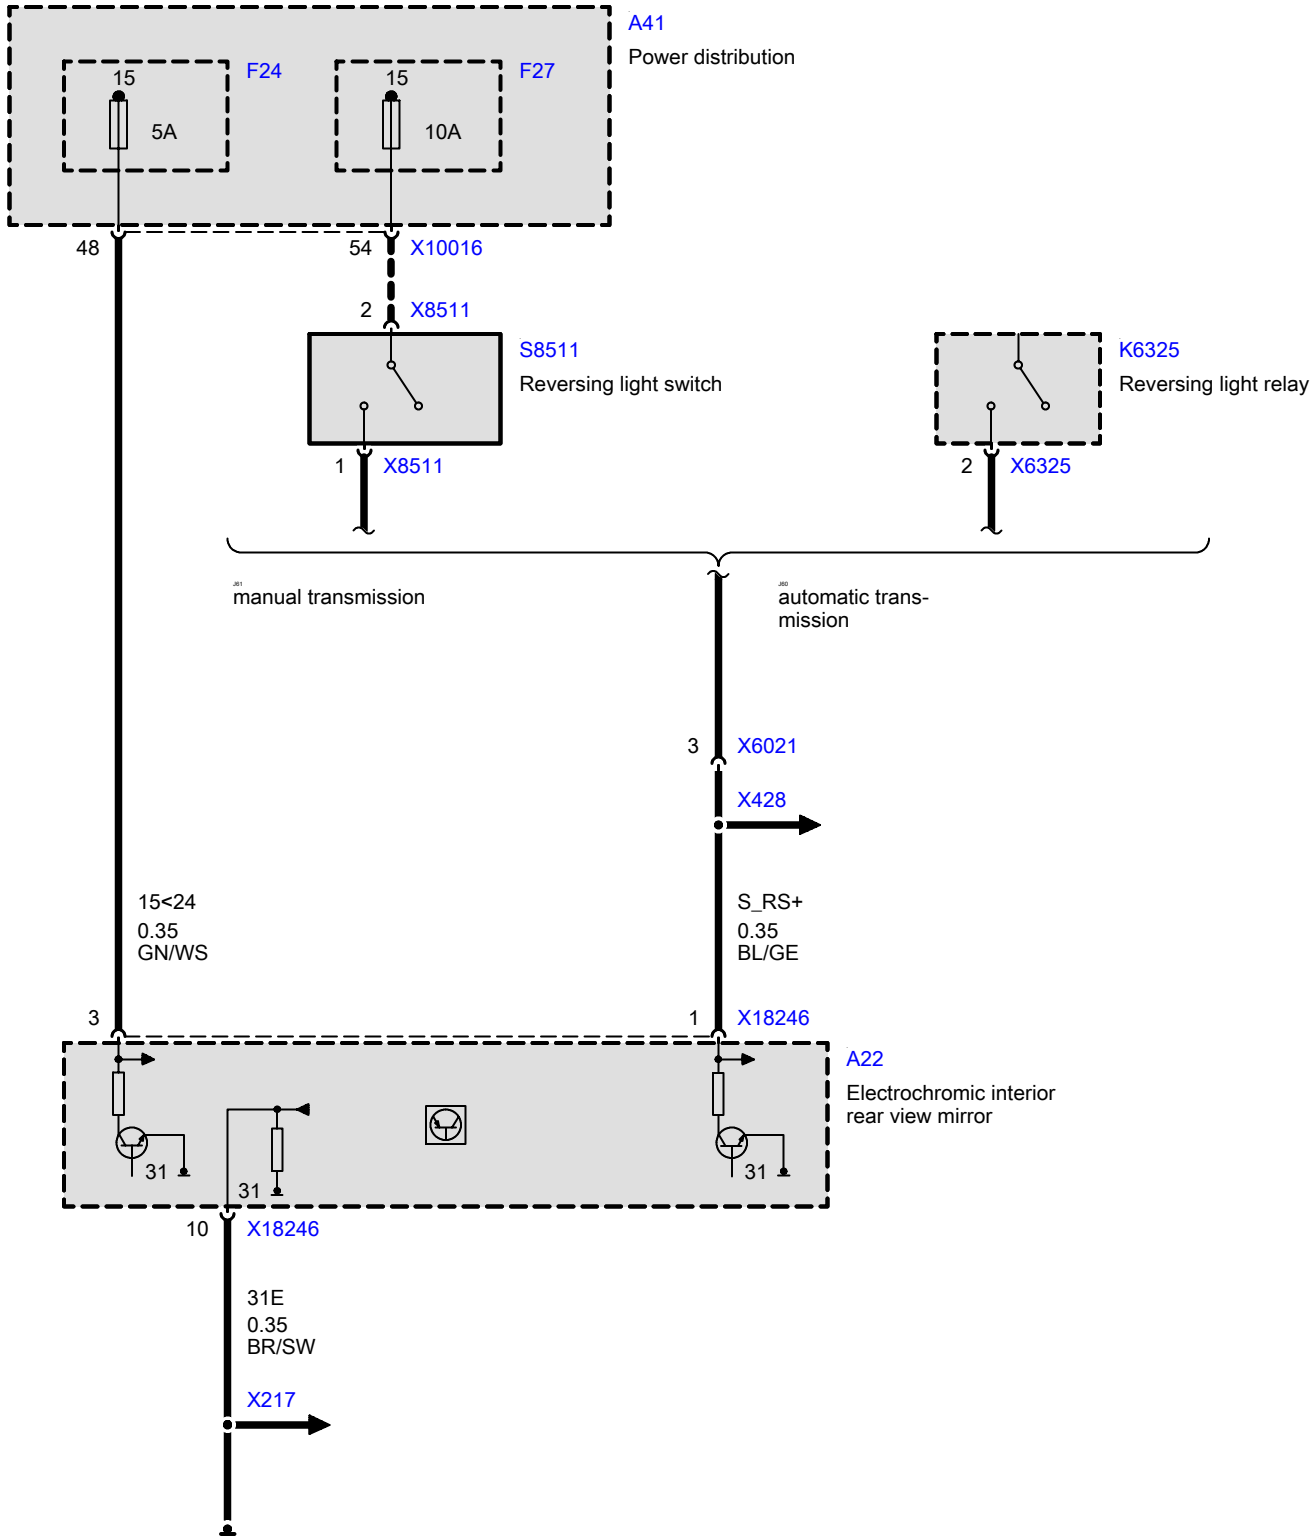 A41
Power distribution
F24
F27
15
15
5A
10A
48
54
X10016
2
X8511
S8511
Reversing light switch
K6325
Reversing light relay
1
X8511
2
X6325
J61
manual transmission
J60
automatic trans-
mission
3
X6021
X428
15<24
0.35
GN/WS
S_RS+
0.35
BL/GE
3
1
X18246
A22
Electrochromic interior
rear view mirror
31
31
31
10
X18246
31E
0.35
BR/SW
X217